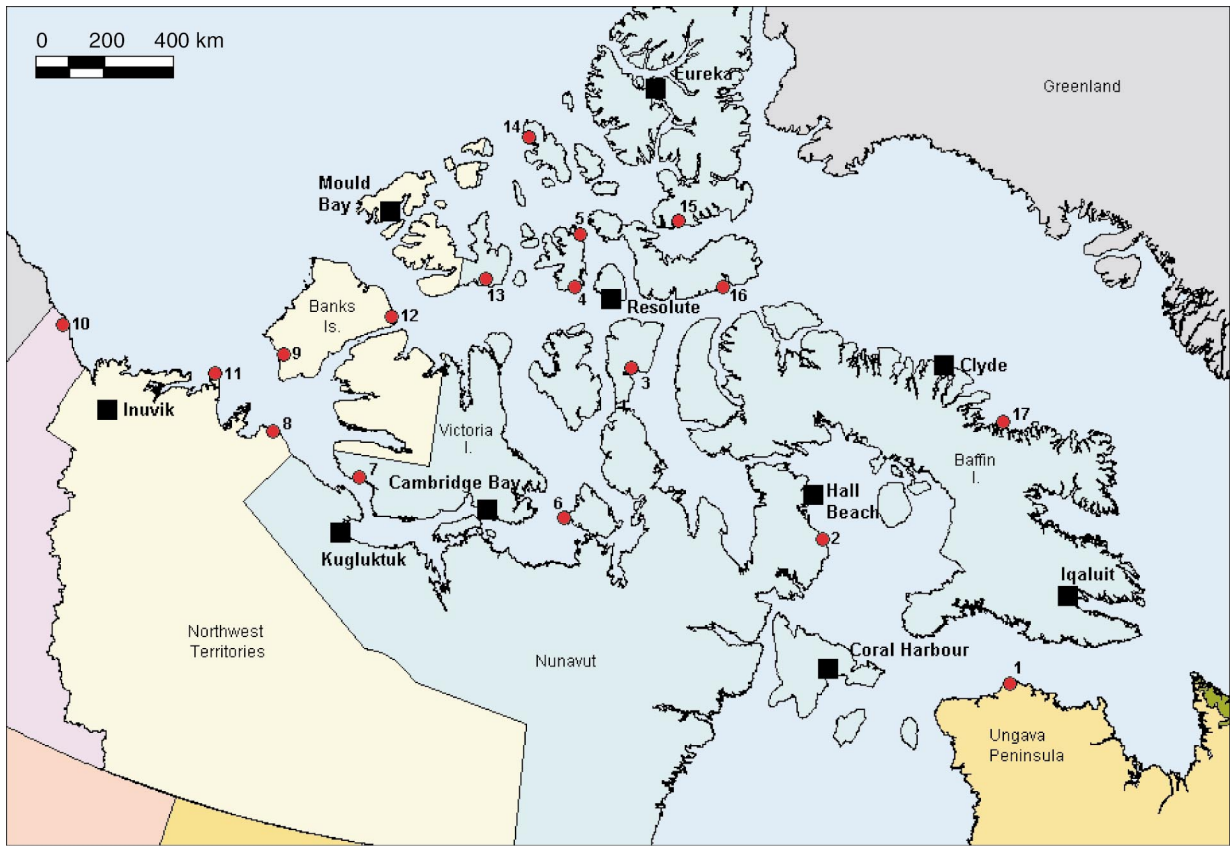 0 200 400 km
Eureka
Greenland
14
Mould
Bay
15
5
13
4
Resolute
16
Banks
Is.
12
10
9
11
3
Clyde
Inuvik
8
17
Victoria
I.
Baffin
I.
7
Cambridge Bay
Hall
Beach
6
2
Kugluktuk
Iqaluit
Northwest
Territories
Nunavut
Coral Harbour
1
Ungava
Peninsula